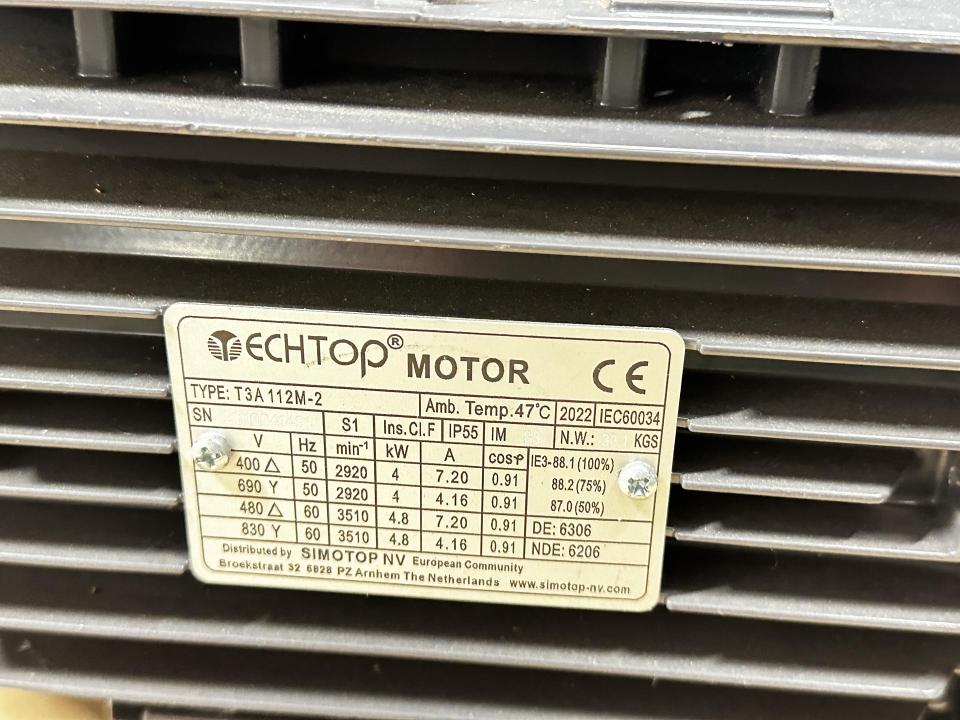 TECHTOP® MOTOR CE
TYPE: T3A 112M-2 Amb. Temp. 47°C 2022 IEC60034
SN S1 Ins.Cl.F IP55 IM N.W.: KGS
V Hz min⁻¹ kW A cosφ IE3-88.1 (100%)
400 △ 50 2920 4 7.20 0.91 88.2 (75%)
690 Y 50 2920 4 4.16 0.91 87.0 (50%)
480 △ 60 3510 4.8 7.20 0.91 DE: 6306
830 Y 60 3510 4.8 4.16 0.91 NDE: 6206
Distributed by SIMOTOP NV European Community
Broekstraat 32 6828 PZ Arnhem The Netherlands www.simotop-nv.com